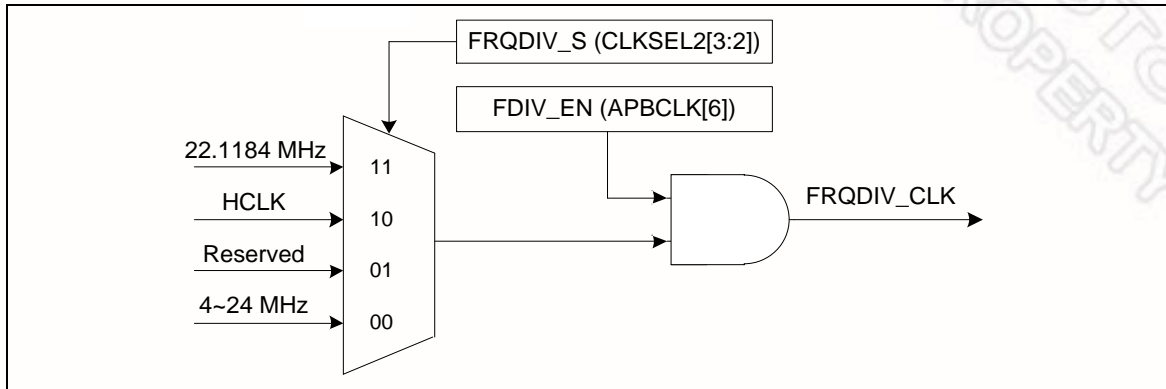 FRQDIV_S (CLKSEL2[3:2])
FDIV_EN (APBCLK[6])
22.1184 MHz
11
HCLK
10
FRQDIV_CLK
Reserved
01
4~24 MHz
00
PROPERTY